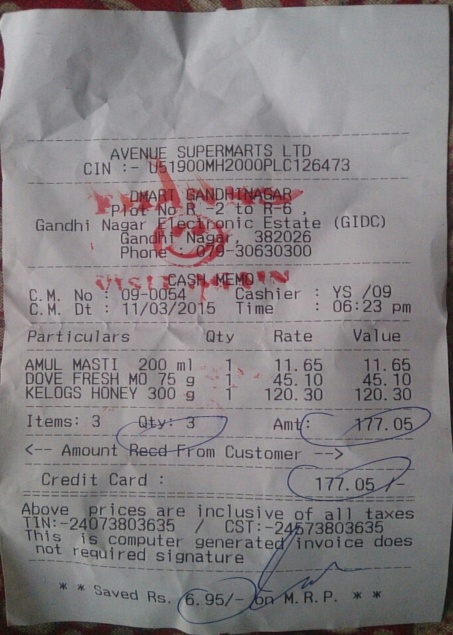 AVENUE SUPERMARTS LTD
CIN :- U51900MH2000PLC126473
DMART GANDHINAGAR
Plot No R -2 to R-6 ,
Gandhi Nagar Electronic Estate (GIDC)
Gandhi Nagar, 382026
Phone 079-30630300
CASH MEMO
VISIT AGAIN
C.M. No : 09-0054 Cashier : YS /09
C.M. Dt : 11/03/2015 Time : 06:23 pm
Particulars Qty Rate Value
AMUL MASTI 200 ml 1 11.65 11.65
DOVE FRESH MO 75 g 1 45.10 45.10
KELOGS HONEY 300 g 1 120.30 120.30
Items: 3 Qty: 3 Amt: 177.05
<-- Amount Recd From Customer -->
Credit Card : 177.05 /-
Above prices are inclusive of all taxes
TIN:-24073803635 / CST:-24573803635
This is computer generated invoice does
not required signature
* * Saved Rs. 6.95/- on M.R.P. * *